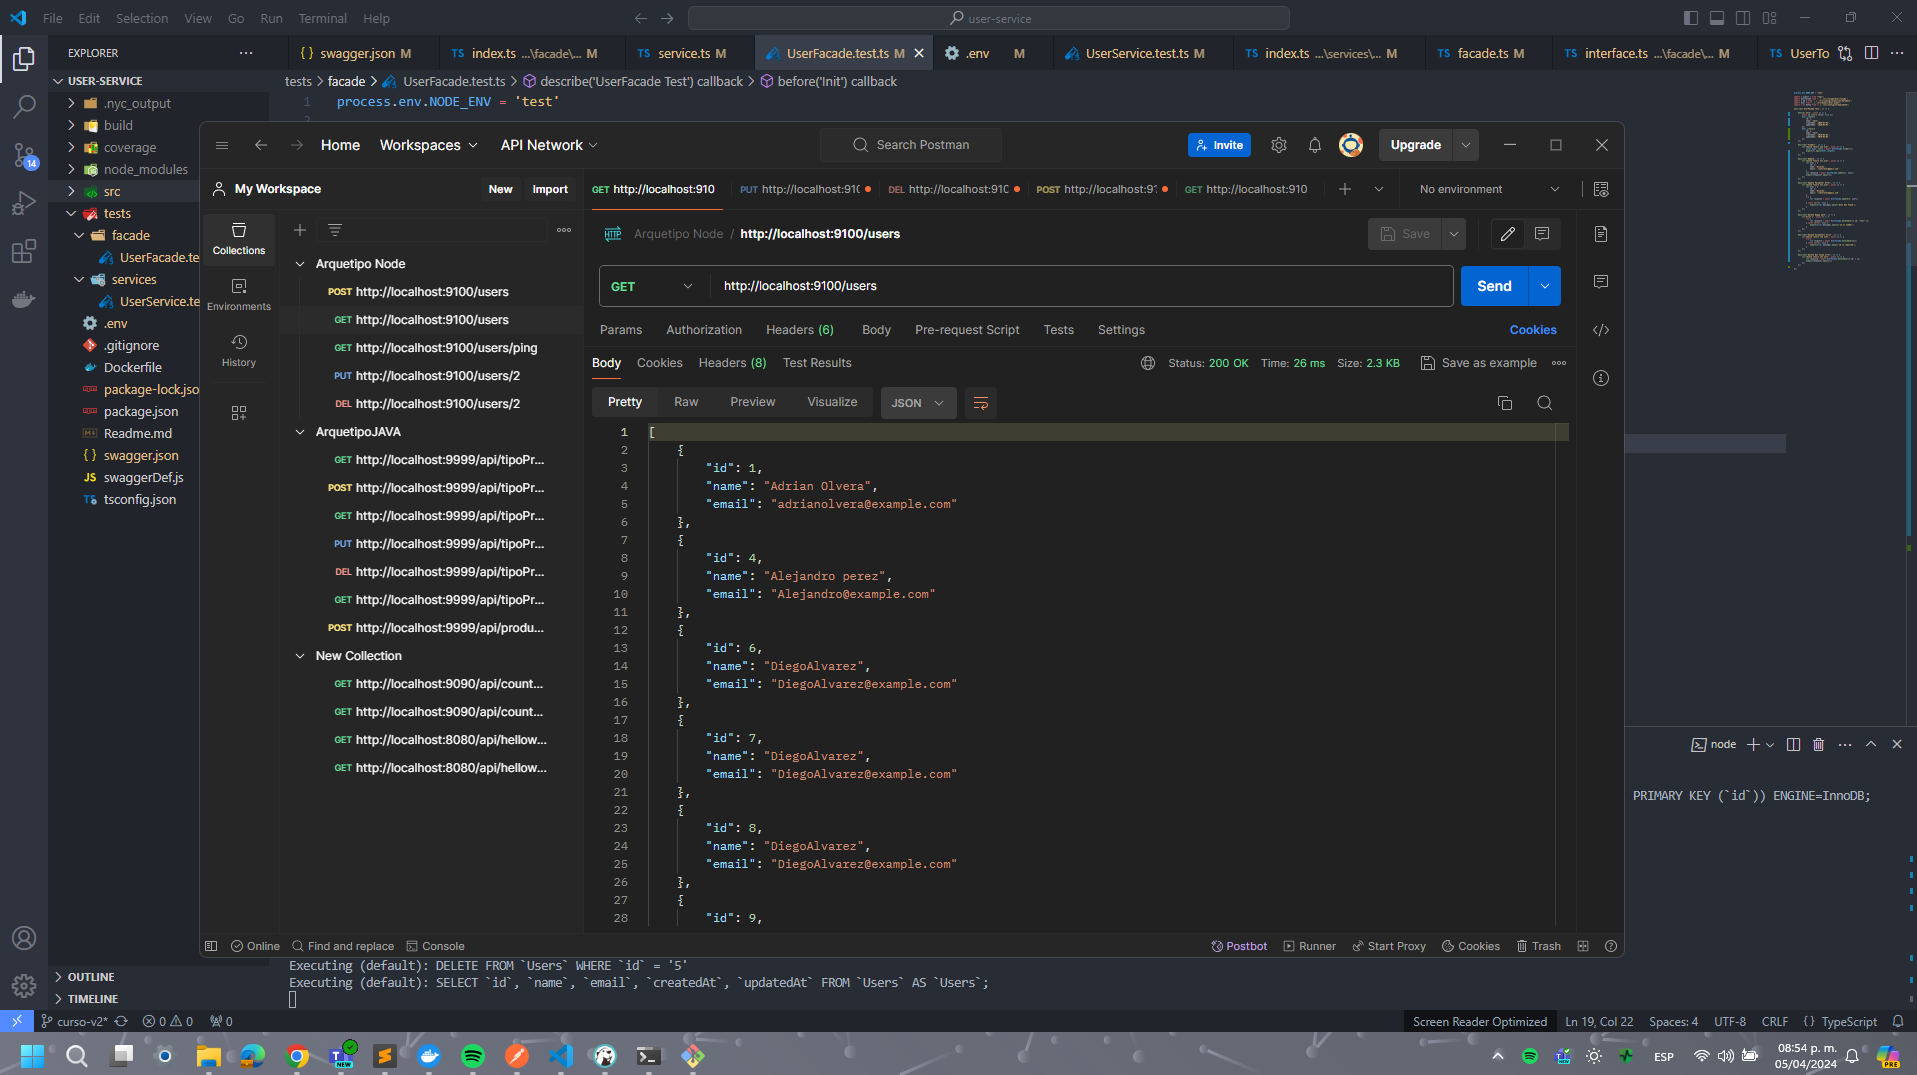 File Edit Selection View Go Run Terminal Help
user-service
EXPLORER
swagger.json M
TS index.ts ...\facade\... M
TS service.ts M
UserFacade.test.ts M
.env M
UserService.test.ts M
TS index.ts ...\services\... M
TS facade.ts M
TS interface.ts ...\facade\... M
TS UserTo
USER-SERVICE
tests > facade > UserFacade.test.ts > describe('UserFacade Test') callback > before('Init') callback
1 process.env.NODE_ENV = 'test'
2
.nyc_output
build
coverage
node_modules
src
tests
facade
UserFacade.te
services
UserService.te
.env
.gitignore
Dockerfile
package-lock.jso
package.json
Readme.md
{} swagger.json
JS swaggerDef.js
TS tsconfig.json
14
Home Workspaces API Network
Search Postman
Invite
Upgrade
My Workspace
New Import
GET http://localhost:910
PUT http://localhost:910
DEL http://localhost:910
POST http://localhost:91
GET http://localhost:910
No environment
Collections
Environments
History
Arquetipo Node
POST http://localhost:9100/users
GET http://localhost:9100/users
GET http://localhost:9100/users/ping
PUT http://localhost:9100/users/2
DEL http://localhost:9100/users/2
ArquetipoJAVA
GET http://localhost:9999/api/tipoPr...
POST http://localhost:9999/api/tipoPr...
GET http://localhost:9999/api/tipoPr...
PUT http://localhost:9999/api/tipoPr...
DEL http://localhost:9999/api/tipoPr...
GET http://localhost:9999/api/tipoPr...
POST http://localhost:9999/api/produ...
New Collection
GET http://localhost:9090/api/count...
GET http://localhost:9090/api/count...
GET http://localhost:8080/api/hellow...
GET http://localhost:8080/api/hellow...
HTTP Arquetipo Node / http://localhost:9100/users
Save
GET http://localhost:9100/users
Send
Params Authorization Headers (6) Body Pre-request Script Tests Settings
Cookies
Body Cookies Headers (8) Test Results
Status: 200 OK Time: 26 ms Size: 2.3 KB Save as example
Pretty Raw Preview Visualize JSON
1 [
2 {
3 "id": 1,
4 "name": "Adrian Olvera",
5 "email": "adrianolvera@example.com"
6 },
7 {
8 "id": 4,
9 "name": "Alejandro perez",
10 "email": "Alejandro@example.com"
11 },
12 {
13 "id": 6,
14 "name": "DiegoAlvarez",
15 "email": "DiegoAlvarez@example.com"
16 },
17 {
18 "id": 7,
19 "name": "DiegoAlvarez",
20 "email": "DiegoAlvarez@example.com"
21 },
22 {
23 "id": 8,
24 "name": "DiegoAlvarez",
25 "email": "DiegoAlvarez@example.com"
26 },
27 {
28 "id": 9,
node
PRIMARY KEY (`id`)) ENGINE=InnoDB;
Online Find and replace Console
Postbot Runner Start Proxy Cookies Trash
OUTLINE
TIMELINE
Executing (default): DELETE FROM `Users` WHERE `id` = '5'
Executing (default): SELECT `id`, `name`, `email`, `createdAt`, `updatedAt` FROM `Users` AS `Users`;
curso-v2* 0 0 0
Screen Reader Optimized Ln 19, Col 22 Spaces: 4 UTF-8 CRLF {} TypeScript
NEW
ESP
08:54 p. m.
05/04/2024
PRE